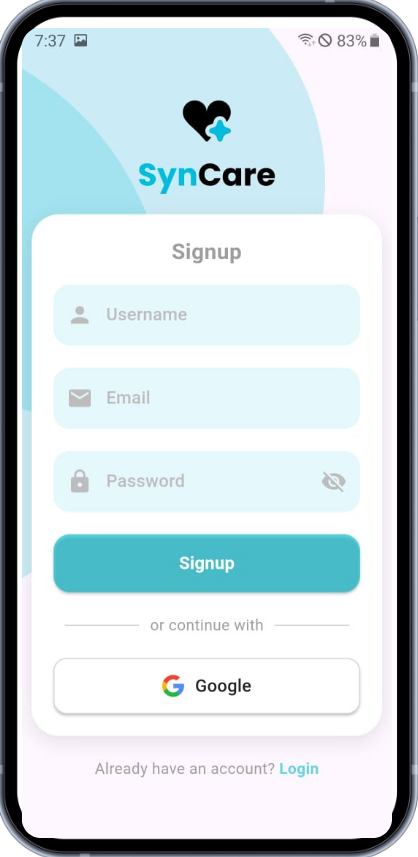 7:37 83%
SynCare
Signup
Username
Email
Password
Signup
or continue with
Google
Already have an account? Login